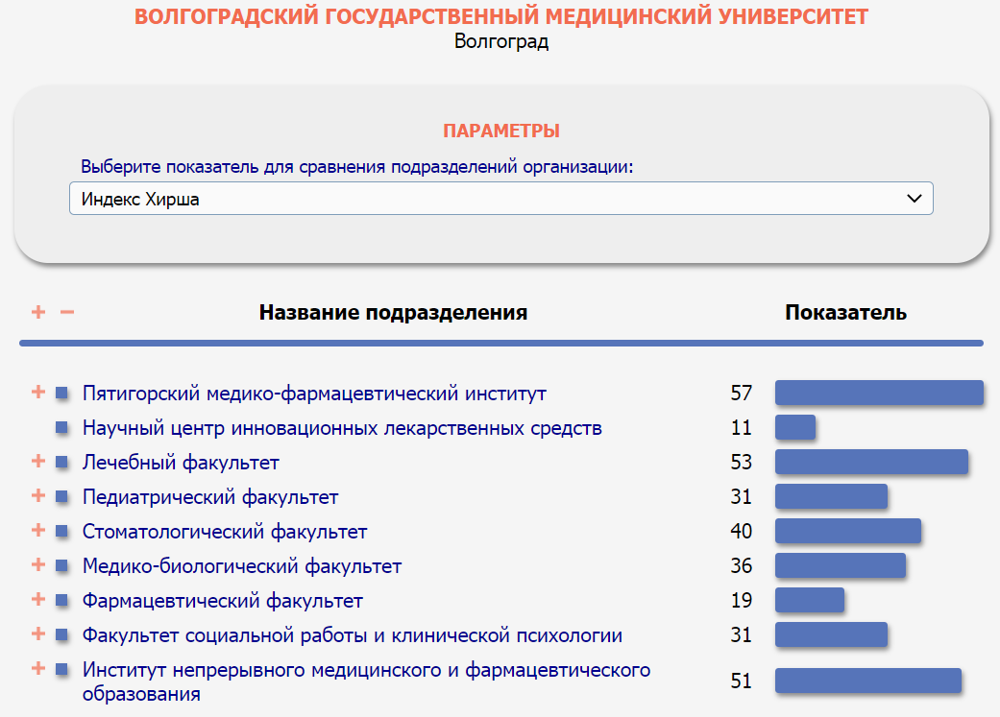 ВОЛГОГРАДСКИЙ ГОСУДАРСТВЕННЫЙ МЕДИЦИНСКИЙ УНИВЕРСИТЕТ
Волгоград
ПАРАМЕТРЫ
Выберите показатель для сравнения подразделений организации:
Индекс Хирша
Название подразделения Показатель
Пятигорский медико-фармацевтический институт 57
Научный центр инновационных лекарственных средств 11
Лечебный факультет 53
Педиатрический факультет 31
Стоматологический факультет 40
Медико-биологический факультет 36
Фармацевтический факультет 19
Факультет социальной работы и клинической психологии 31
Институт непрерывного медицинского и фармацевтического
образования 51